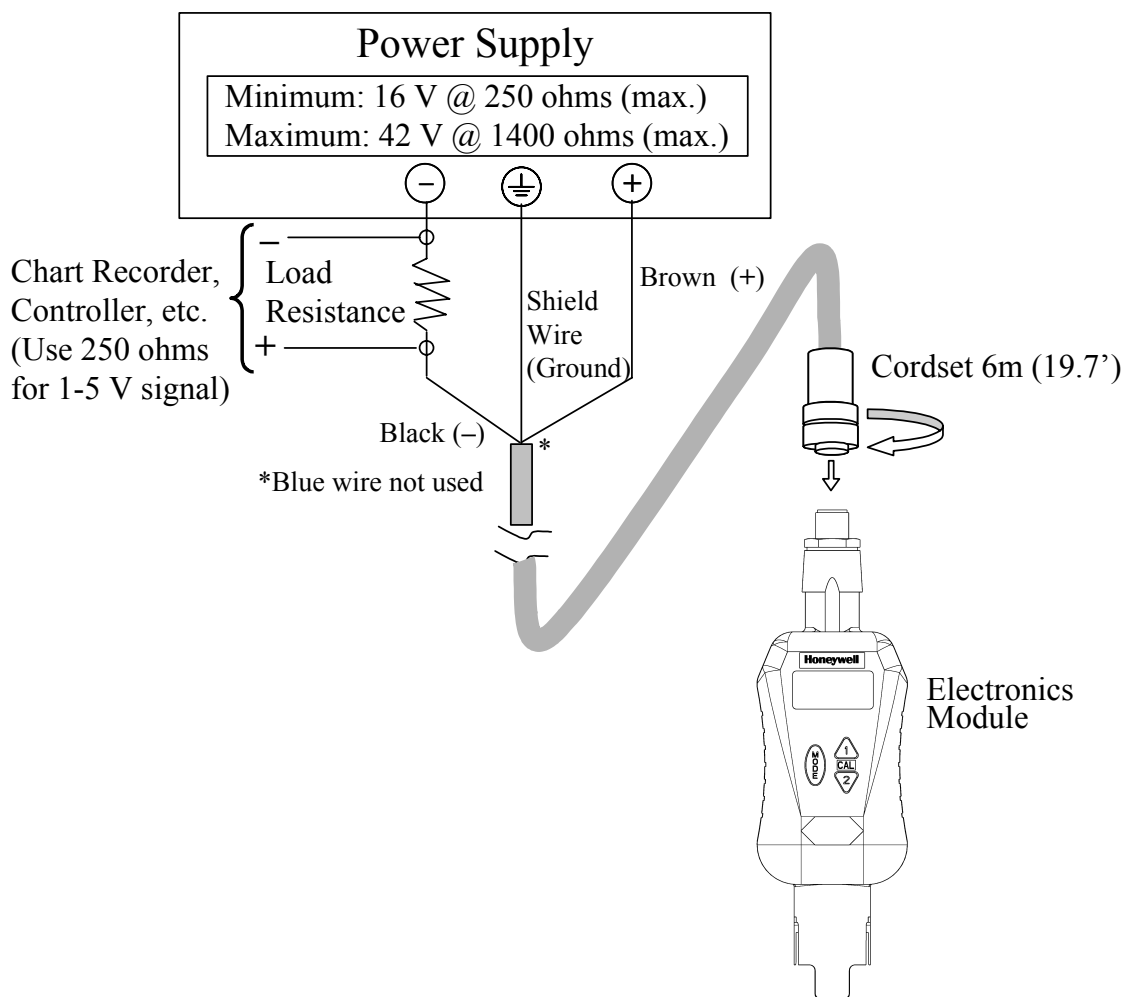 Power Supply
Minimum: 16 V @ 250 ohms (max.)
Maximum: 42 V @ 1400 ohms (max.)
−
+
Chart Recorder,
Controller, etc.
(Use 250 ohms
for 1-5 V signal)
−
Load
Resistance
+
Shield
Wire
(Ground)
Brown (+)
Black (–)
*
*Blue wire not used
Cordset 6m (19.7’)
Honeywell
MODE
1
CAL
2
Electronics
Module